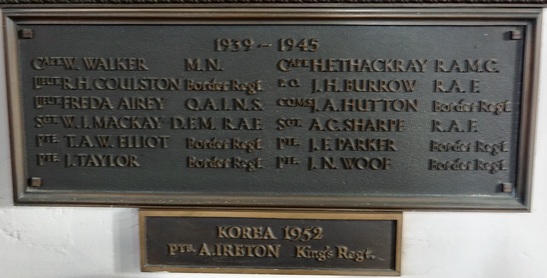 1939 – 1945
CAPT. W. WALKER M.N. CAPT. H.E. THACKRAY R.A.M.C.
LIEUT. R.H. COULSTON Border Regt. P.O. J.H. BURROW R.A.F.
LIEUT. FREDA AIREY Q.A.I.N.S. J.A. HUTTON Border Regt.
SGT. W.I. MACKAY D.F.M. R.A.F. SGT. A.G. SHARPE R.A.F.
PTE. T.A.W. ELLIOT Border Regt. PTE. J.F. PARKER Border Regt.
PTE. J. TAYLOR Border Regt. PTE. J.N. WOOF Border Regt.
KOREA 1952
PTE. A. IRETON King's Regt.